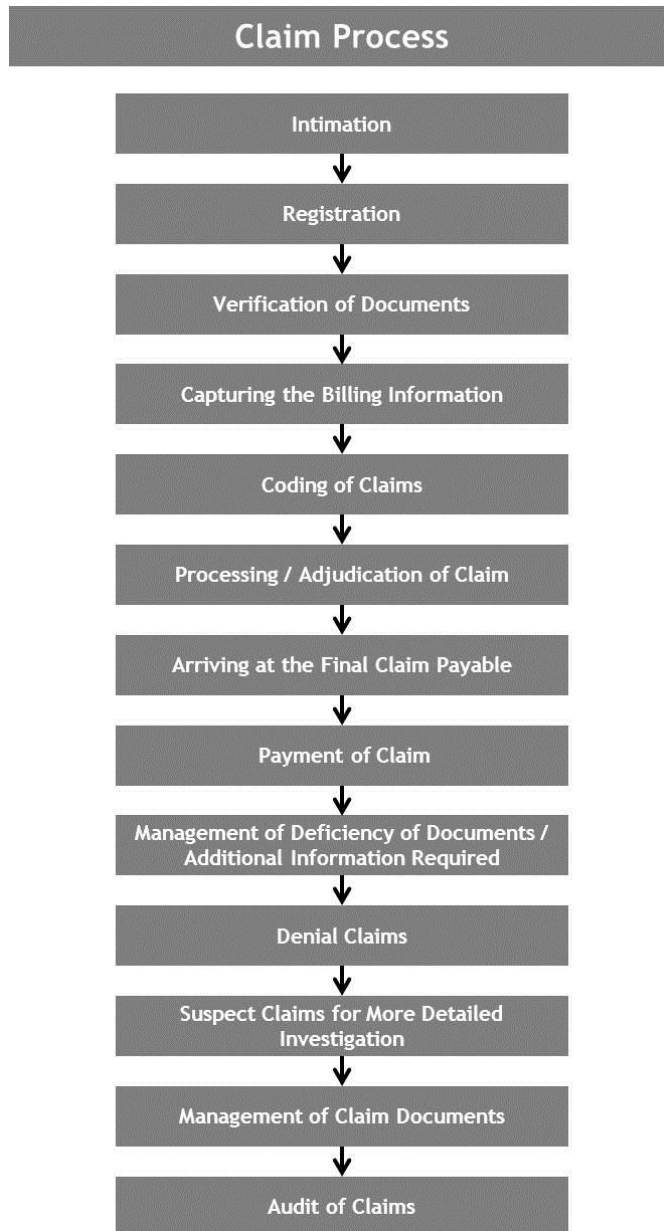 Claim Process
Intimation
Registration
Verification of Documents
Capturing the Billing Information
Coding of Claims
Processing / Adjudication of Claim
Arriving at the Final Claim Payable
Payment of Claim
Management of Deficiency of Documents /
Additional Information Required
Denial Claims
Suspect Claims for More Detailed
Investigation
Management of Claim Documents
Audit of Claims